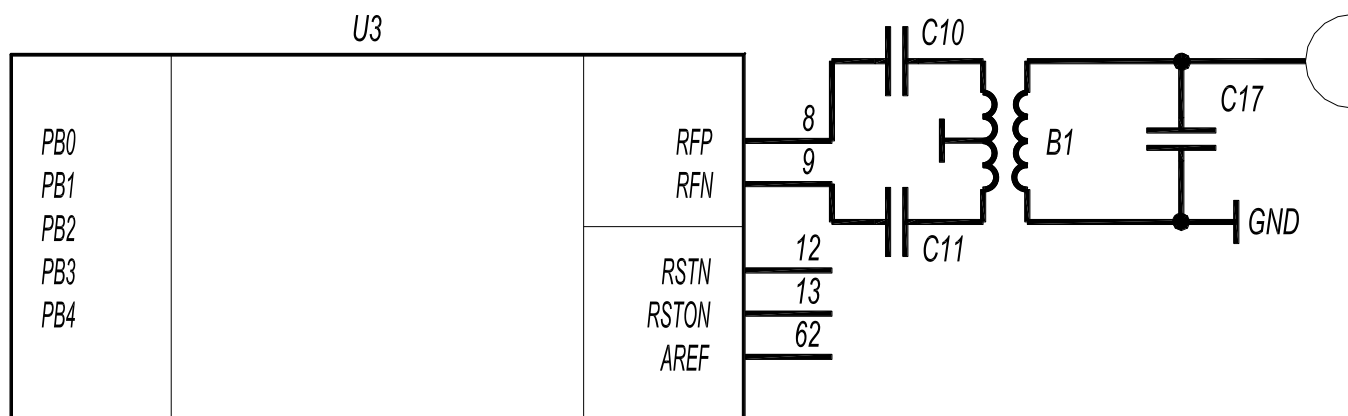 U3
C10
C17
PB0
RFP
8
B1
PB1
RFN
9
PB2
GND
C11
PB3
RSTN
12
PB4
RSTON
13
AREF
62